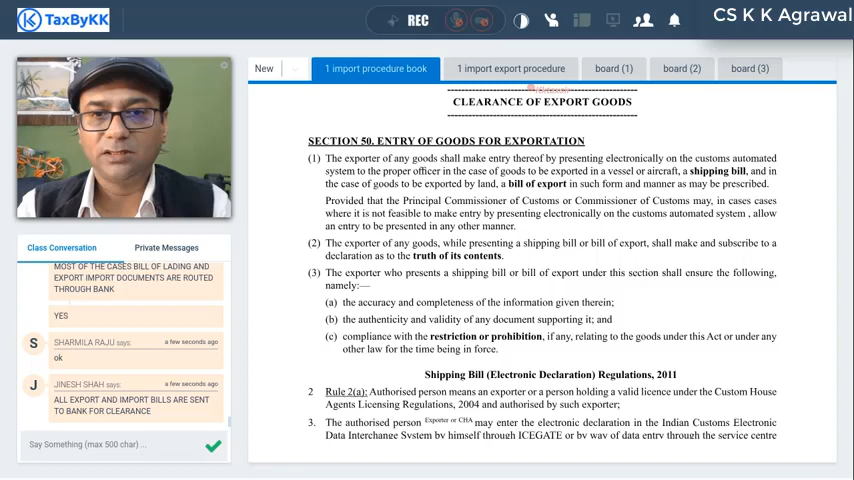 TaxByKK
REC
CS K K Agrawal
New
1 import procedure book
1 import export procedure
board (1)
board (2)
board (3)
CLEARANCE OF EXPORT GOODS
SECTION 50. ENTRY OF GOODS FOR EXPORTATION
(1) The exporter of any goods shall make entry thereof by presenting electronically on the customs automated
system to the proper officer in the case of goods to be exported in a vessel or aircraft, a shipping bill, and in
the case of goods to be exported by land, a bill of export in such form and manner as may be prescribed.
Provided that the Principal Commissioner of Customs or Commissioner of Customs may, in cases cases
where it is not feasible to make entry by presenting electronically on the customs automated system , allow
an entry to be presented in any other manner.
(2) The exporter of any goods, while presenting a shipping bill or bill of export, shall make and subscribe to a
declaration as to the truth of its contents.
(3) The exporter who presents a shipping bill or bill of export under this section shall ensure the following,
namely:—
(a) the accuracy and completeness of the information given therein;
(b) the authenticity and validity of any document supporting it; and
(c) compliance with the restriction or prohibition, if any, relating to the goods under this Act or under any
other law for the time being in force.
Shipping Bill (Electronic Declaration) Regulations, 2011
2 Rule 2(a): Authorised person means an exporter or a person holding a valid licence under the Custom House
Agents Licensing Regulations, 2004 and authorised by such exporter;
3. The authorised person Exporter or CHA may enter the electronic declaration in the Indian Customs Electronic
Data Interchange System by himself through ICEGATE or by way of data entry through the service centre
Class Conversation
Private Messages
MOST OF THE CASES BILL OF LADING AND
EXPORT IMPORT DOCUMENTS ARE ROUTED
THROUGH BANK
YES
S
SHARMILA RAJU says: a few seconds ago
ok
J
JINESH SHAH says: a few seconds ago
ALL EXPORT AND IMPORT BILLS ARE SENT
TO BANK FOR CLEARANCE
Say Something (max 500 char) ...